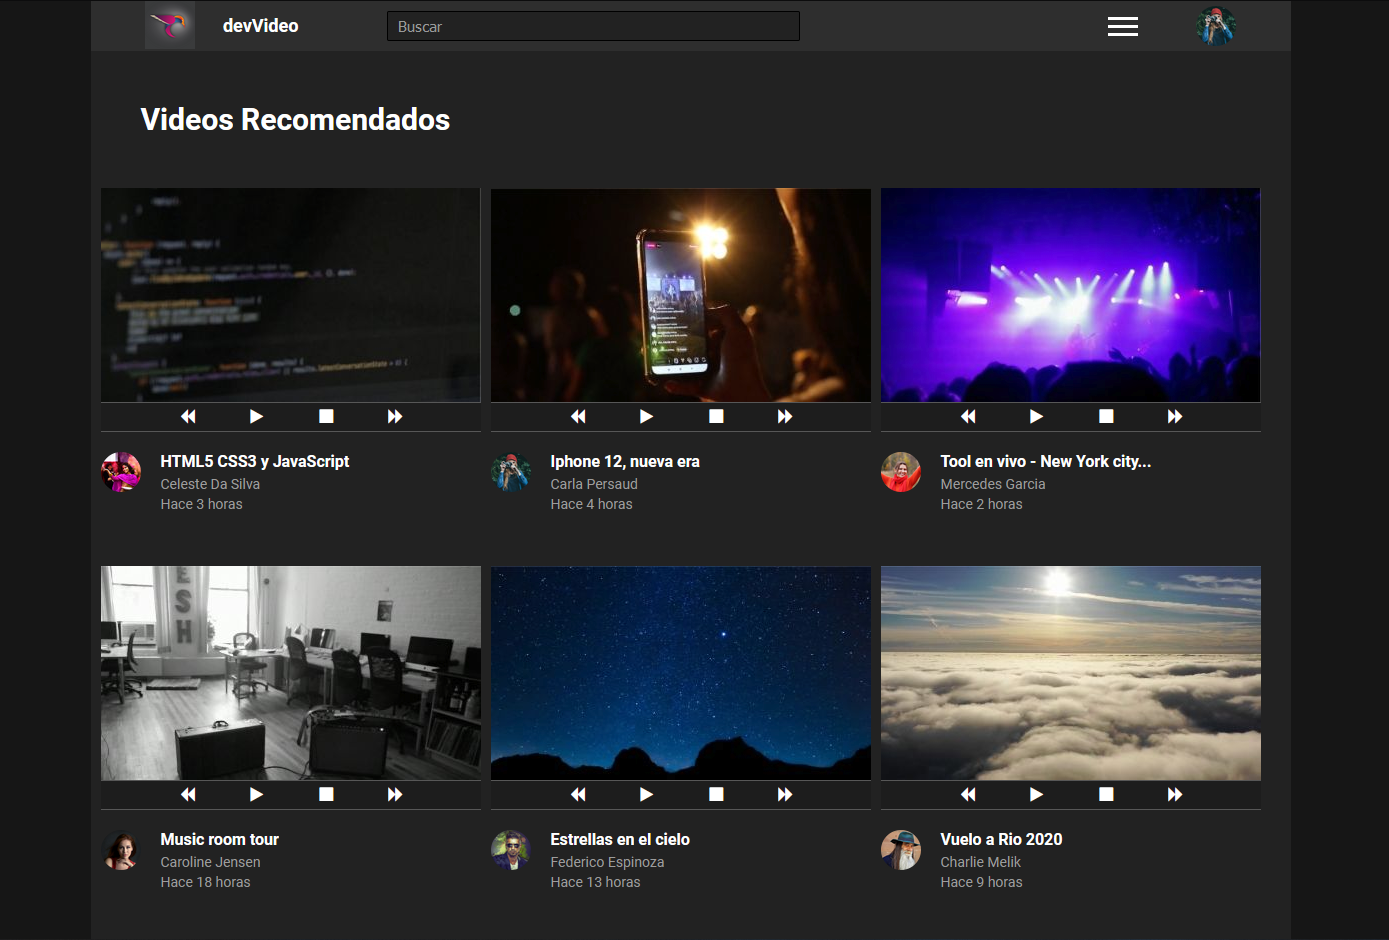 devVideo
Buscar
Videos Recomendados
HTML5 CSS3 y JavaScript
Celeste Da Silva
Hace 3 horas
Iphone 12, nueva era
Carla Persaud
Hace 4 horas
Tool en vivo - New York city...
Mercedes Garcia
Hace 2 horas
ESH
Music room tour
Caroline Jensen
Hace 18 horas
Estrellas en el cielo
Federico Espinoza
Hace 13 horas
Vuelo a Rio 2020
Charlie Melik
Hace 9 horas